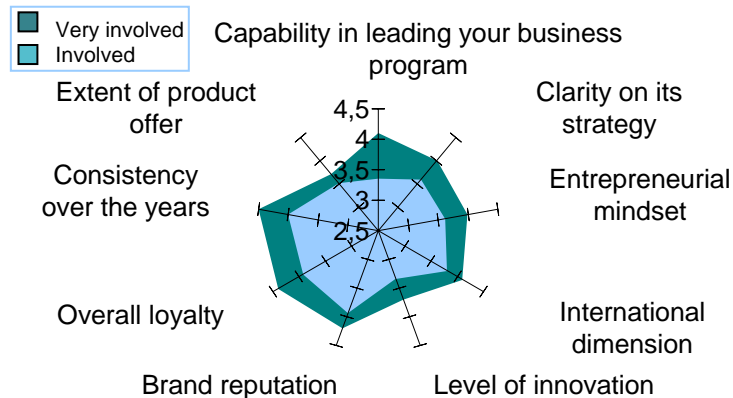 Very involved
Involved
Capability in leading your business
program
Extent of product
offer
Clarity on its
strategy
4,5
4
3,5
3
2,5
Consistency
over the years
Entrepreneurial
mindset
Overall loyalty
International
dimension
Brand reputation
Level of innovation